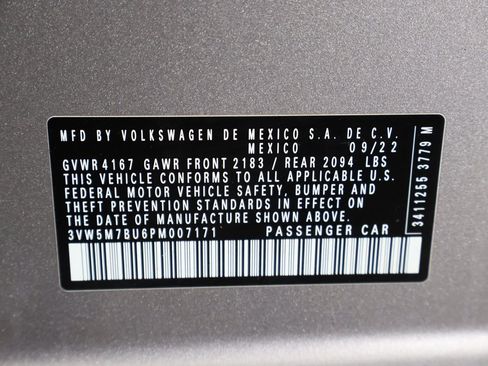 MFD BY VOLKSWAGEN DE MEXICO S.A. DE C.V.
MEXICO 09/22
GVWR 4167 GAWR FRONT 2183 / REAR 2094 LBS
THIS VEHICLE CONFORMS TO ALL APPLICABLE U.S.
FEDERAL MOTOR VEHICLE SAFETY, BUMPER AND
THEFT PREVENTION STANDARDS IN EFFECT ON
THE DATE OF MANUFACTURE SHOWN ABOVE.
3VW5M7BU6PM007171 PASSENGER CAR
3411255 3779 M